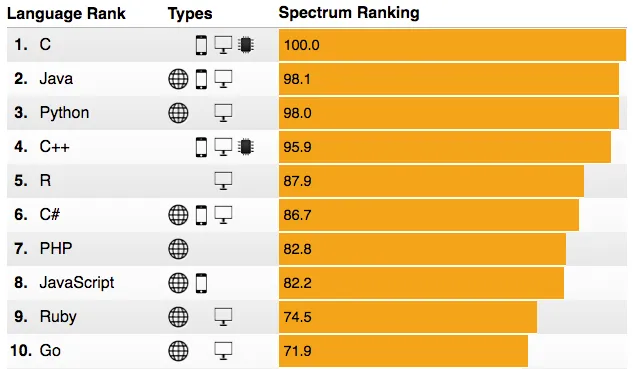 Language Rank Types Spectrum Ranking
1. C 100.0
2. Java 98.1
3. Python 98.0
4. C++ 95.9
5. R 87.9
6. C# 86.7
7. PHP 82.8
8. JavaScript 82.2
9. Ruby 74.5
10. Go 71.9